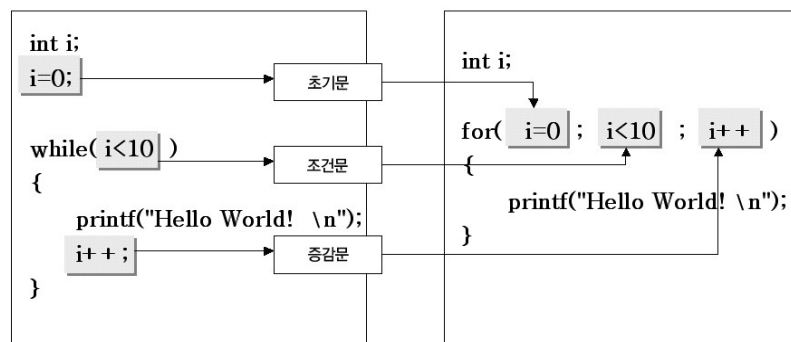 int i;
i=0;
while( i<10 )
{
printf("Hello World! \n");
i++;
}
초기문
조건문
증감문
int i;
for( i=0 ; i<10 ; i++ )
{
printf("Hello World! \n");
}